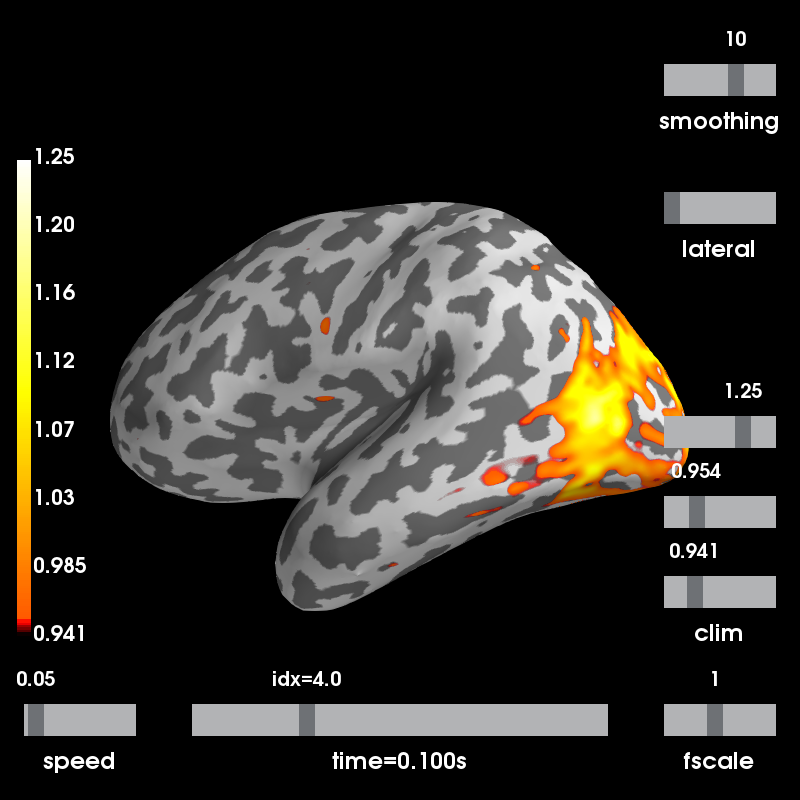 10
smoothing
1.25
1.20
1.16
1.12
1.07
1.03
0.985
0.941
lateral
1.25
0.954
0.941
clim
0.05
speed
idx=4.0
time=0.100s
1
fscale